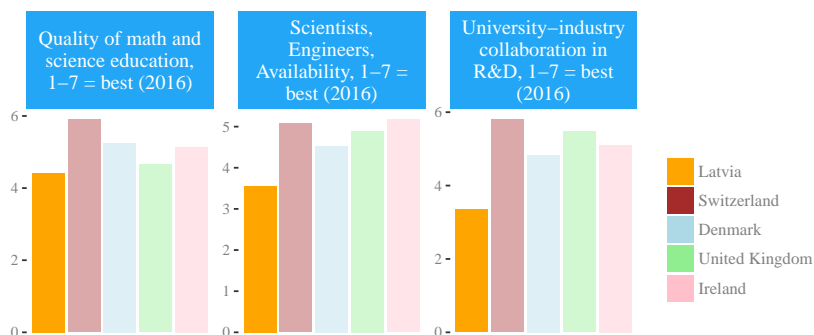 Quality of math and
science education,
1–7 = best (2016)
Scientists,
Engineers,
Availability, 1–7 =
best (2016)
University–industry
collaboration in
R&D, 1–7 = best
(2016)
6
4
2
0
5
4
3
2
1
0
6
4
2
0
Latvia
Switzerland
Denmark
United Kingdom
Ireland